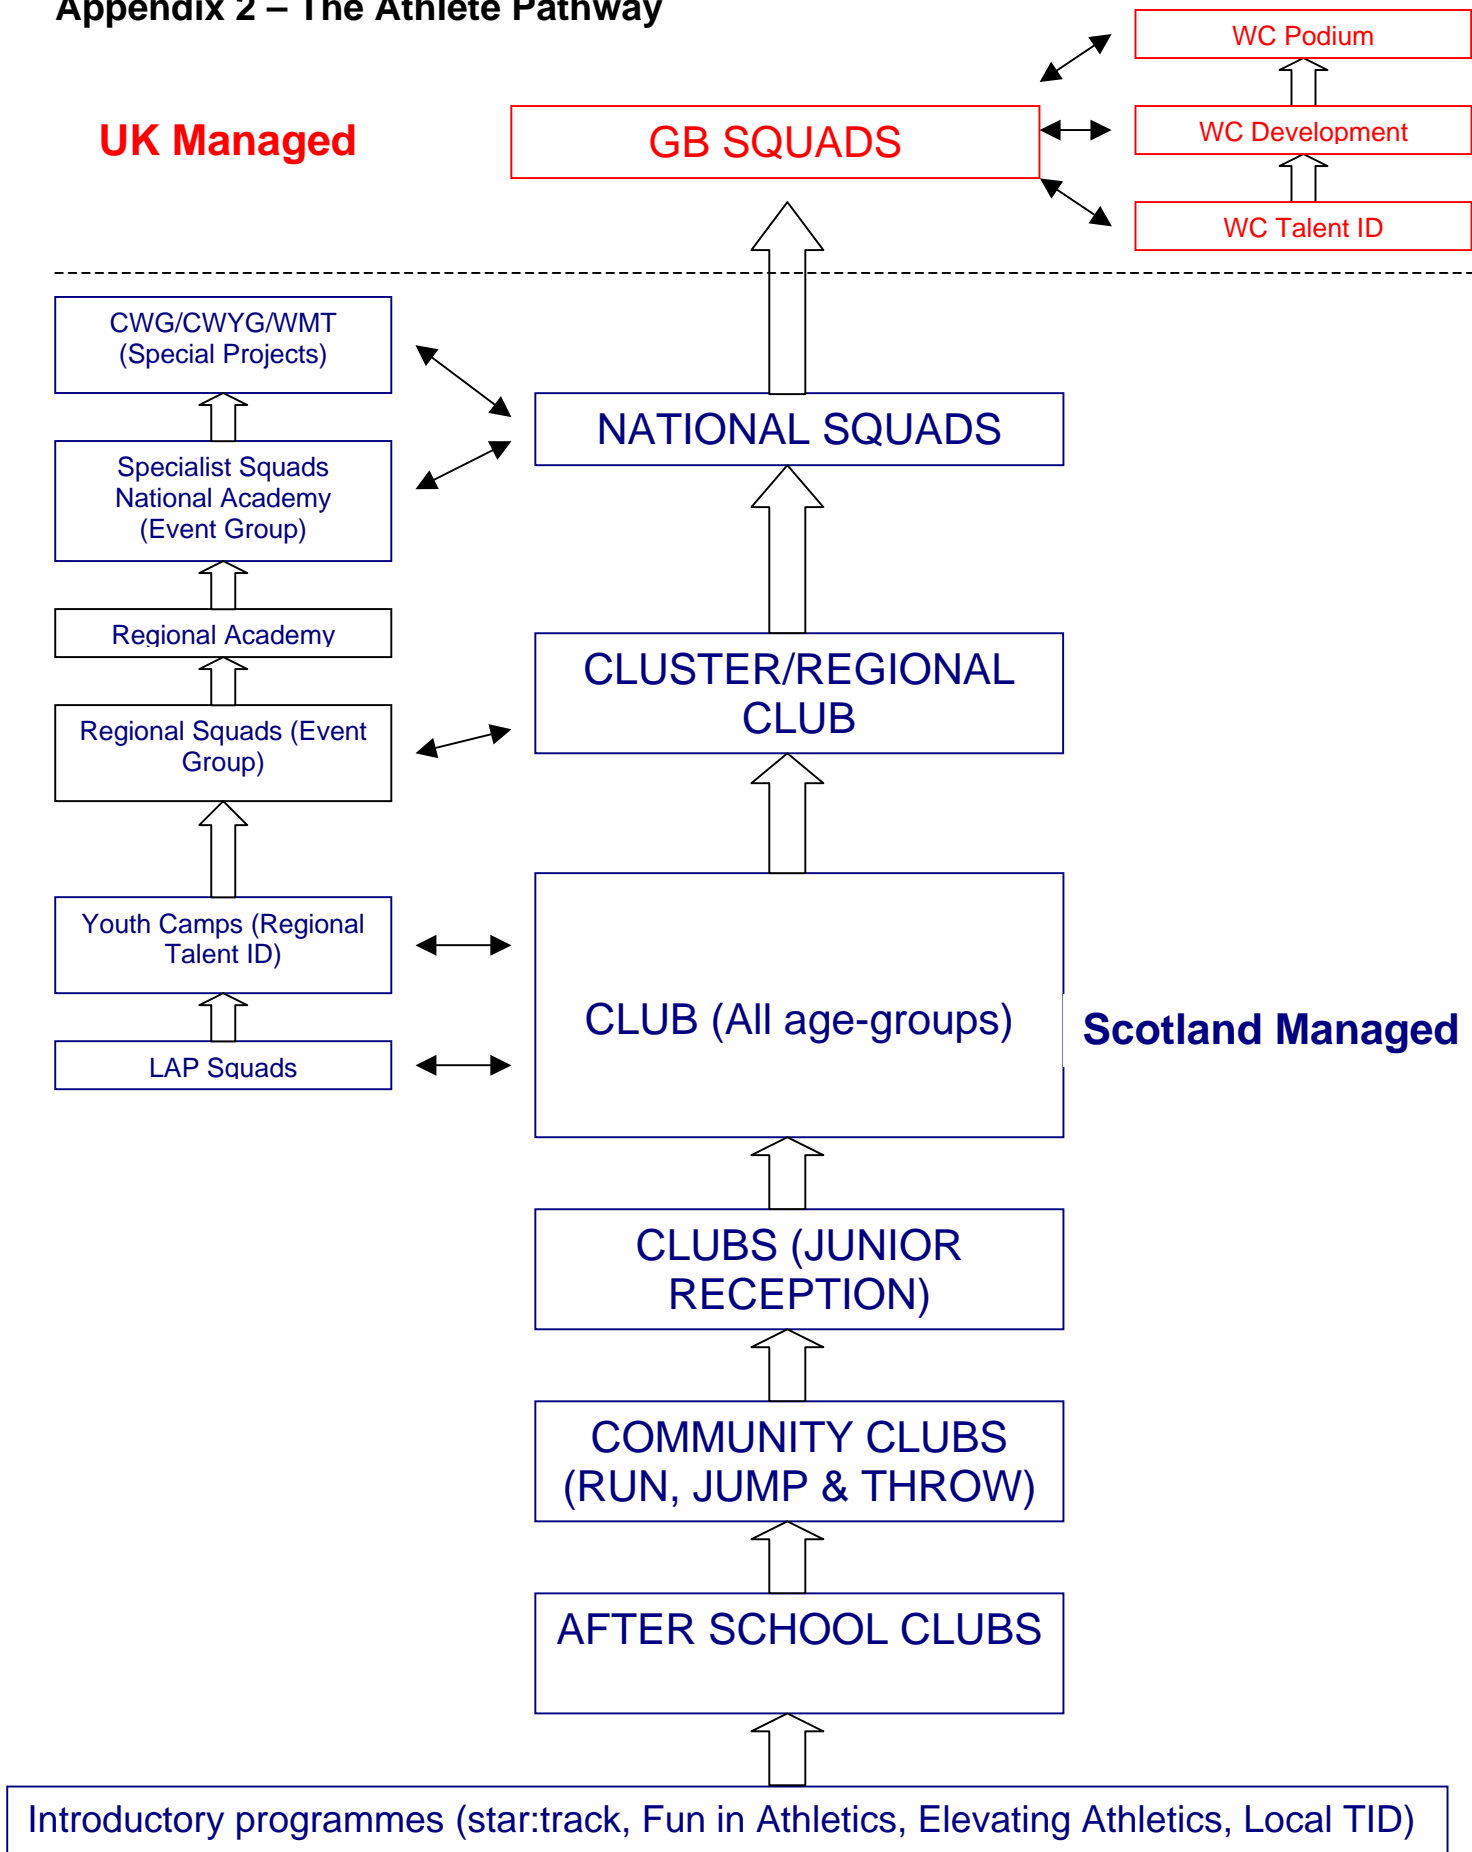 Appendix 2 – The Athlete Pathway
WC Podium
UK Managed
GB SQUADS
WC Development
WC Talent ID
CWG/CWYG/WMT
(Special Projects)
NATIONAL SQUADS
Specialist Squads
National Academy
(Event Group)
Regional Academy
CLUSTER/REGIONAL
CLUB
Regional Squads (Event
Group)
Youth Camps (Regional
Talent ID)
CLUB (All age-groups)
Scotland Managed
LAP Squads
CLUBS (JUNIOR
RECEPTION)
COMMUNITY CLUBS
(RUN, JUMP & THROW)
AFTER SCHOOL CLUBS
Introductory programmes (star:track, Fun in Athletics, Elevating Athletics, Local TID)